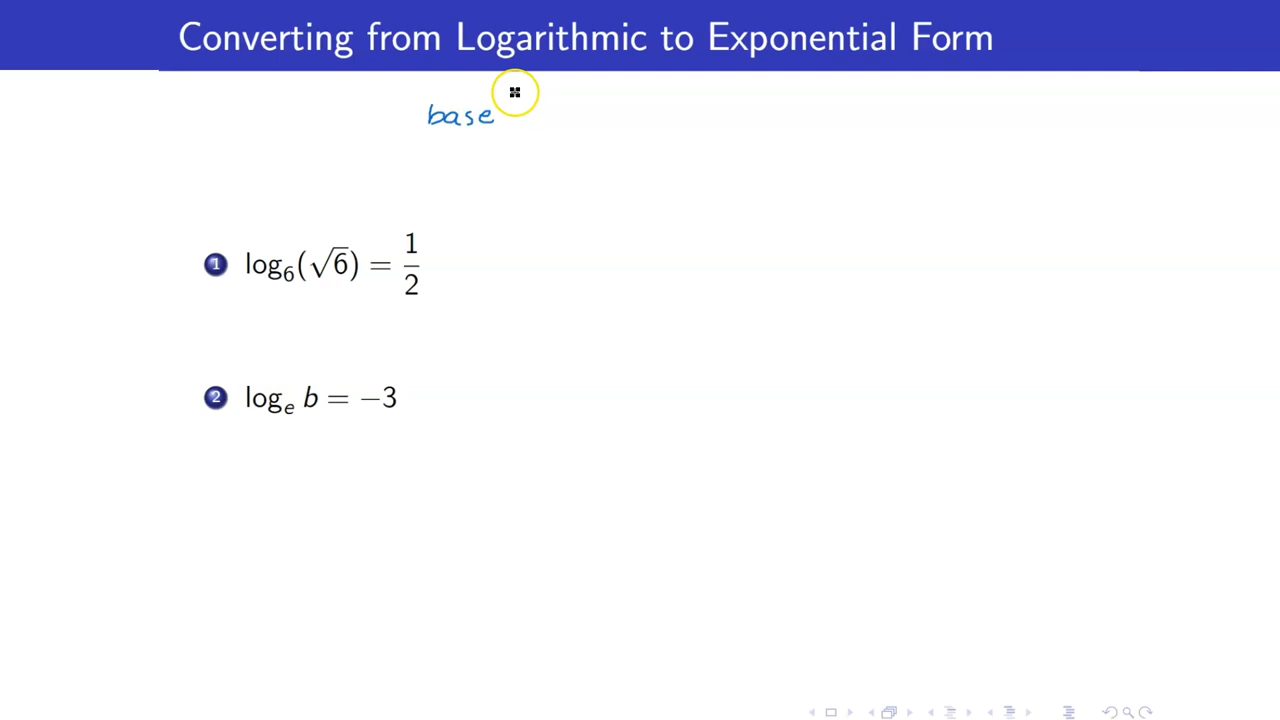 Converting from Logarithmic to Exponential Form
base
1 log₆(√6) = 1/2
2 logₑ b = −3